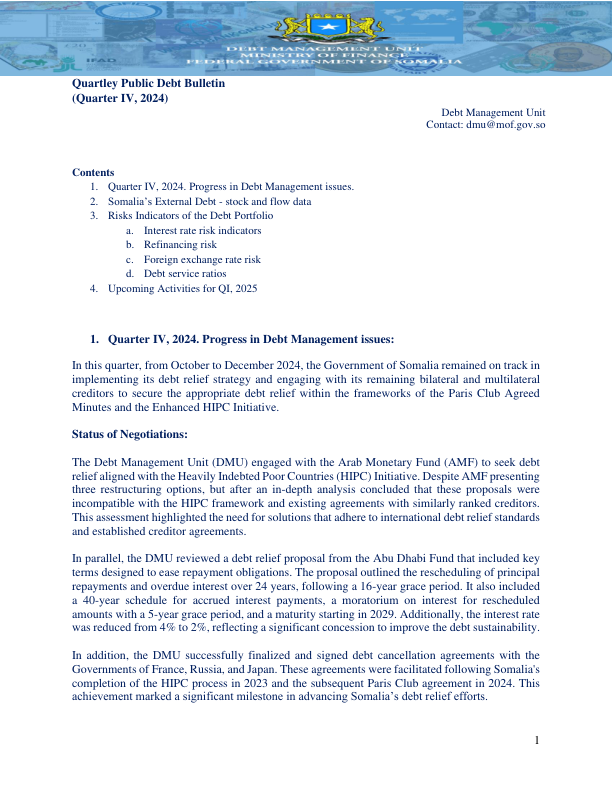 DEBT MANAGEMENT UNIT
MINISTRY OF FINANCE
FEDERAL GOVERNMENT OF SOMALIA
Quartley Public Debt Bulletin
(Quarter IV, 2024)
Debt Management Unit
Contact: dmu@mof.gov.so
Contents
1. Quarter IV, 2024. Progress in Debt Management issues.
2. Somalia's External Debt - stock and flow data
3. Risks Indicators of the Debt Portfolio
a. Interest rate risk indicators
b. Refinancing risk
c. Foreign exchange rate risk
d. Debt service ratios
4. Upcoming Activities for QI, 2025
1. Quarter IV, 2024. Progress in Debt Management issues:
In this quarter, from October to December 2024, the Government of Somalia remained on track in
implementing its debt relief strategy and engaging with its remaining bilateral and multilateral
creditors to secure the appropriate debt relief within the frameworks of the Paris Club Agreed
Minutes and the Enhanced HIPC Initiative.
Status of Negotiations:
The Debt Management Unit (DMU) engaged with the Arab Monetary Fund (AMF) to seek debt
relief aligned with the Heavily Indebted Poor Countries (HIPC) Initiative. Despite AMF presenting
three restructuring options, but after an in-depth analysis concluded that these proposals were
incompatible with the HIPC framework and existing agreements with similarly ranked creditors.
This assessment highlighted the need for solutions that adhere to international debt relief standards
and established creditor agreements.
In parallel, the DMU reviewed a debt relief proposal from the Abu Dhabi Fund that included key
terms designed to ease repayment obligations. The proposal outlined the rescheduling of principal
repayments and overdue interest over 24 years, following a 16-year grace period. It also included
a 40-year schedule for accrued interest payments, a moratorium on interest for rescheduled
amounts with a 5-year grace period, and a maturity starting in 2029. Additionally, the interest rate
was reduced from 4% to 2%, reflecting a significant concession to improve the debt sustainability.
In addition, the DMU successfully finalized and signed debt cancellation agreements with the
Governments of France, Russia, and Japan. These agreements were facilitated following Somalia's
completion of the HIPC process in 2023 and the subsequent Paris Club agreement in 2024. This
achievement marked a significant milestone in advancing Somalia's debt relief efforts.
1